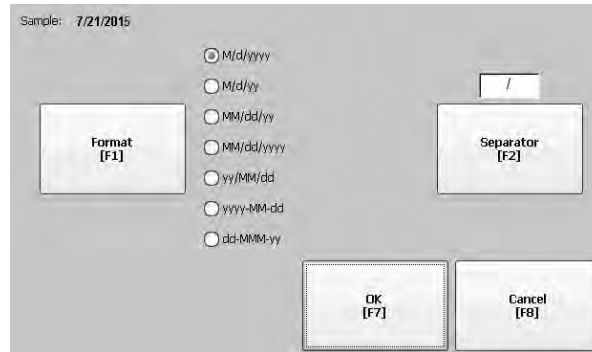 Sample: 7/21/2015
M/d/yyyy
M/d/yy
/
MM/dd/yy
Format
[F1]
MM/dd/yyyy
Separator
[F2]
yy/MM/dd
yyyy-MM-dd
dd-MMM-yy
OK
[F7]
Cancel
[F8]